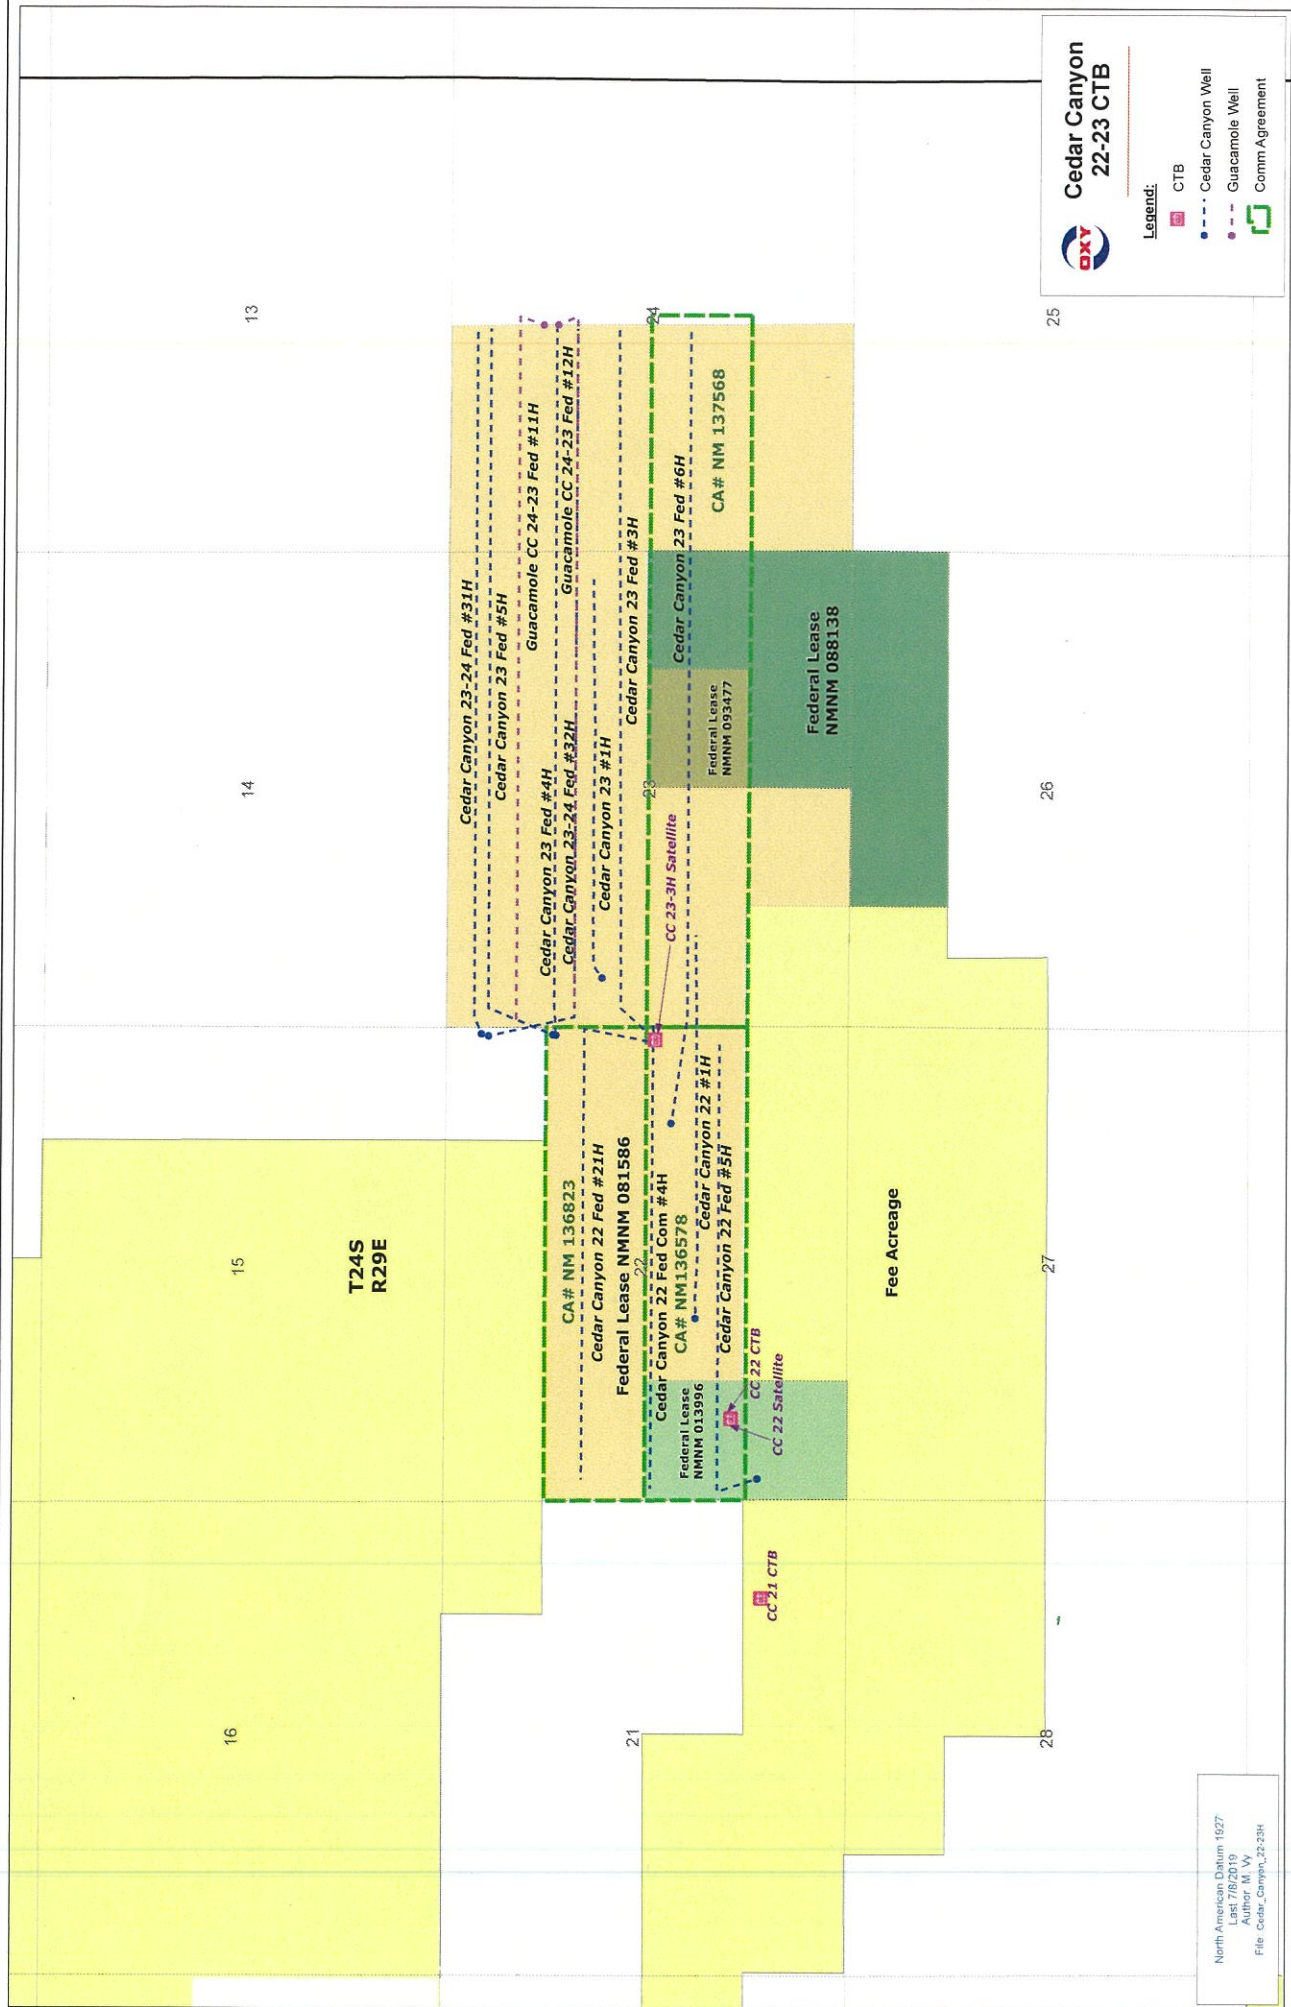 OXY
Cedar Canyon
22-23 CTB
Legend:
CTB
Cedar Canyon Well
Guacamole Well
Comm Agreement
16
15
14
13
T24S
R29E
21
22
23
24
28
27
26
25
Cedar Canyon 23-24 Fed #31H
Cedar Canyon 23 Fed #5H
Guacamole CC 24-23 Fed #11H
Cedar Canyon 23 Fed #4H
Guacamole CC 24-23 Fed #12H
Cedar Canyon 23-24 Fed #32H
Cedar Canyon 23 #1H
Cedar Canyon 23 Fed #3H
Cedar Canyon 23 Fed #6H
CA# NM 137568
CC 23-3H Satellite
Federal Lease
NMNM 093477
Federal Lease
NMNM 088138
CA# NM 136823
Cedar Canyon 22 Fed #21H
Federal Lease NMNM 081586
Cedar Canyon 22 Fed Com #4H
CA# NM136578
Cedar Canyon 22 #1H
Cedar Canyon 22 Fed #5H
Federal Lease
NMNM 013996
CC 22 CTB
CC 22 Satellite
CC 21 CTB
Fee Acreage
North American Datum 1927
Last 7/8/2019
Author: M. Vy
File: Cedar_Canyon_22-23H